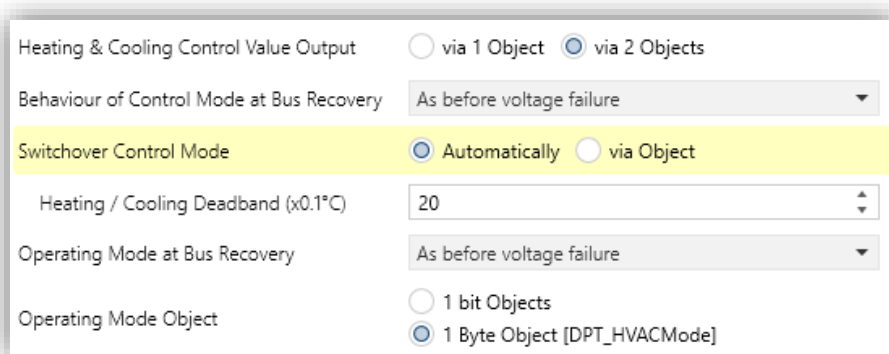 Heating & Cooling Control Value Output via 1 Object via 2 Objects
Behaviour of Control Mode at Bus Recovery As before voltage failure
Switchover Control Mode Automatically via Object
Heating / Cooling Deadband (x0.1°C) 20
Operating Mode at Bus Recovery As before voltage failure
Operating Mode Object 1 bit Objects
1 Byte Object [DPT_HVACMode]